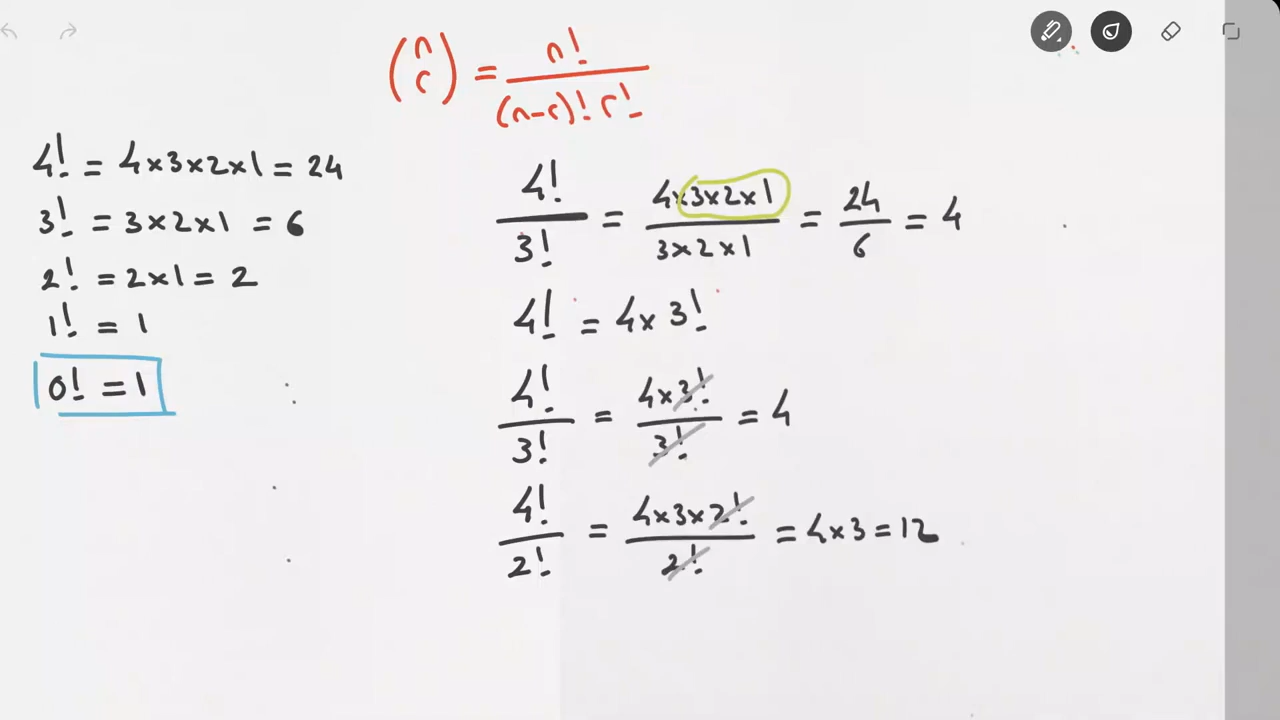 (n r) = n! / (n-r)! r!
4! = 4×3×2×1 = 24
3! = 3×2×1 = 6
2! = 2×1 = 2
1! = 1
0! = 1
4!/3! = 4×3×2×1 / 3×2×1 = 24/6 = 4
4! = 4× 3!
4!/3! = 4×3!/3! = 4
4!/2! = 4×3×2!/2! = 4×3 = 12